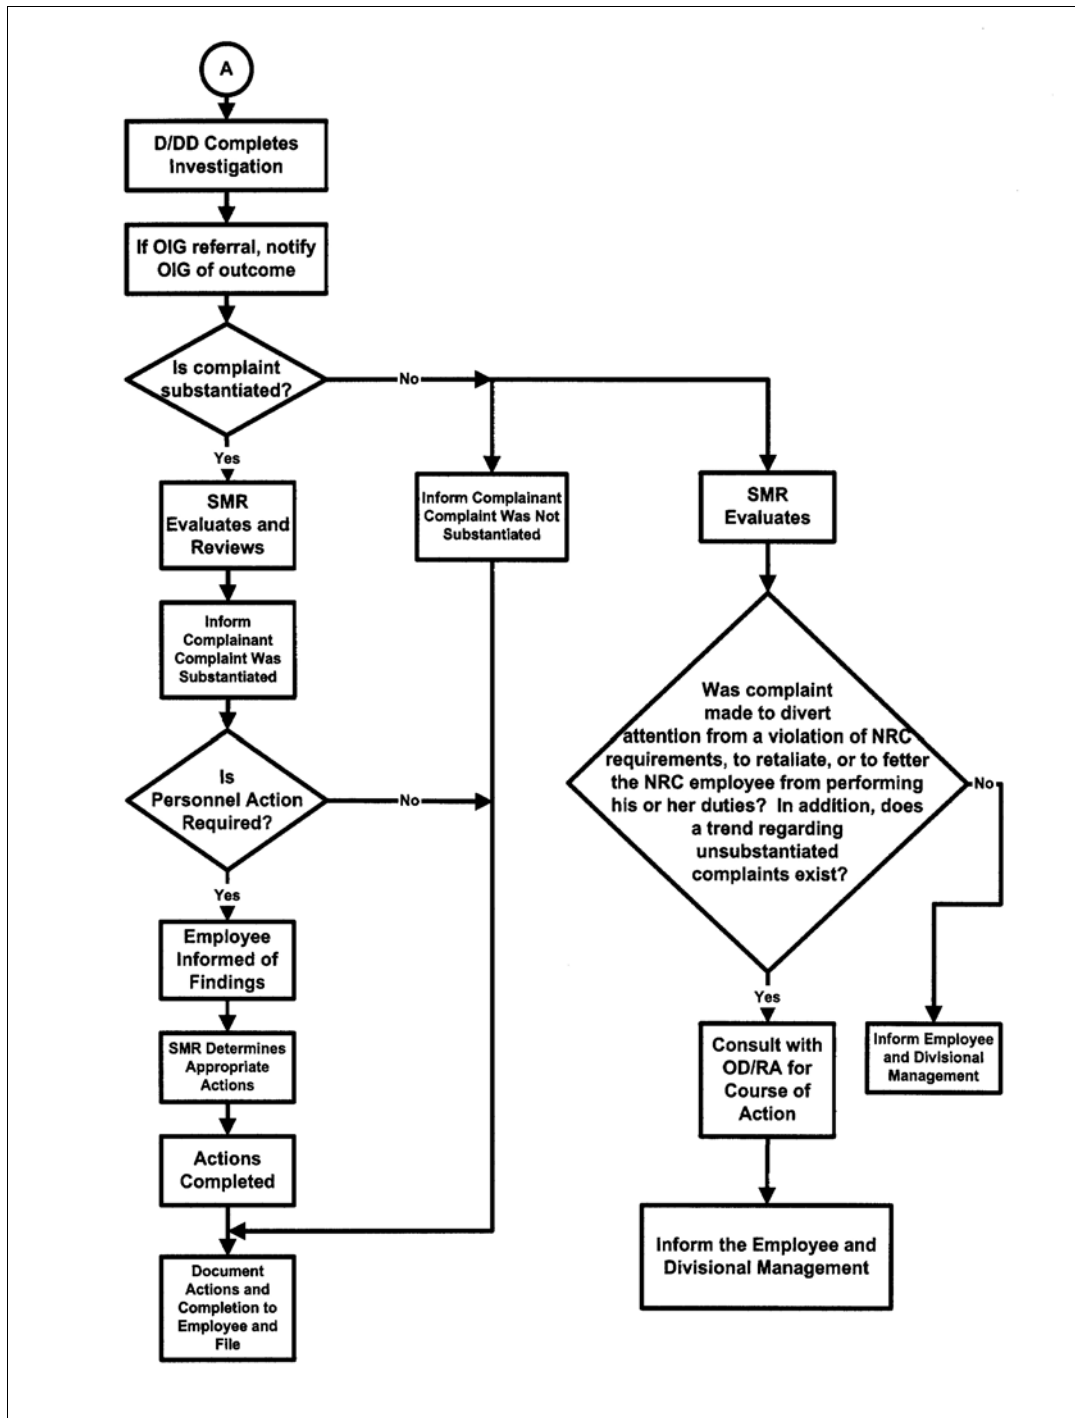 A
D/DD Completes
Investigation
If OIG referral, notify
OIG of outcome
Is complaint
substantiated?
No
Yes
SMR
Evaluates and
Reviews
Inform Complainant
Complaint Was Not
Substantiated
SMR
Evaluates
Inform
Complainant
Complaint Was
Substantiated
Is
Personnel Action
Required?
No
Yes
Was complaint
made to divert
attention from a violation of NRC
requirements, to retaliate, or to fetter
the NRC employee from performing
his or her duties? In addition, does
a trend regarding
unsubstantiated
complaints exist?
No
Yes
Employee
Informed of
Findings
SMR Determines
Appropriate
Actions
Actions
Completed
Document
Actions and
Completion to
Employee and
File
Consult with
OD/RA for
Course of
Action
Inform Employee
and Divisional
Management
Inform the Employee and
Divisional Management